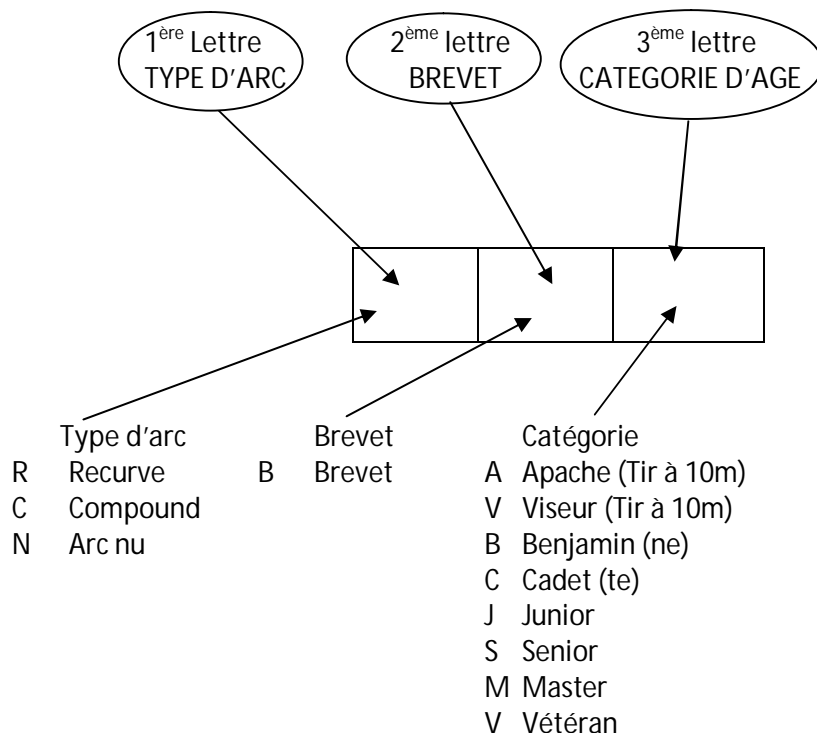 1ère Lettre
TYPE D'ARC
2ème lettre
BREVET
3ème lettre
CATEGORIE D'AGE
Type d'arc
R Recurve
C Compound
N Arc nu
Brevet
B Brevet
Catégorie
A Apache (Tir à 10m)
V Viseur (Tir à 10m)
B Benjamin (ne)
C Cadet (te)
J Junior
S Senior
M Master
V Vétéran